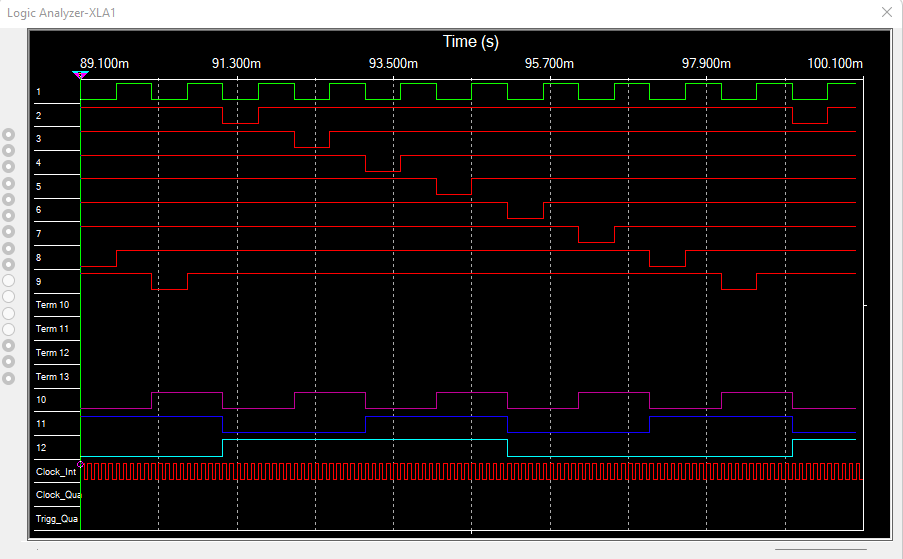 Logic Analyzer-XLA1
Time (s)
89.100m 91.300m 93.500m 95.700m 97.900m 100.100m
1
2
3
4
5
6
7
8
9
Term 10
Term 11
Term 12
Term 13
10
11
12
Clock_Int
Clock_Qua
Trigg_Qua